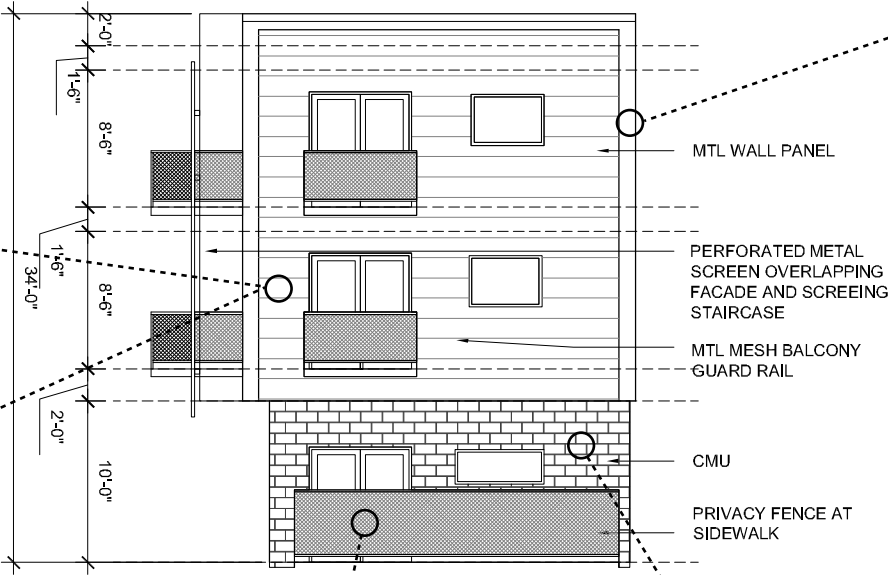 2'-0"
1'-6"
8'-6"
1'-6"
34'-0"
8'-6"
2'-0"
10'-0"
MTL WALL PANEL
PERFORATED METAL
SCREEN OVERLAPPING
FACADE AND SCREEING
STAIRCASE
MTL MESH BALCONY
GUARD RAIL
CMU
PRIVACY FENCE AT
SIDEWALK